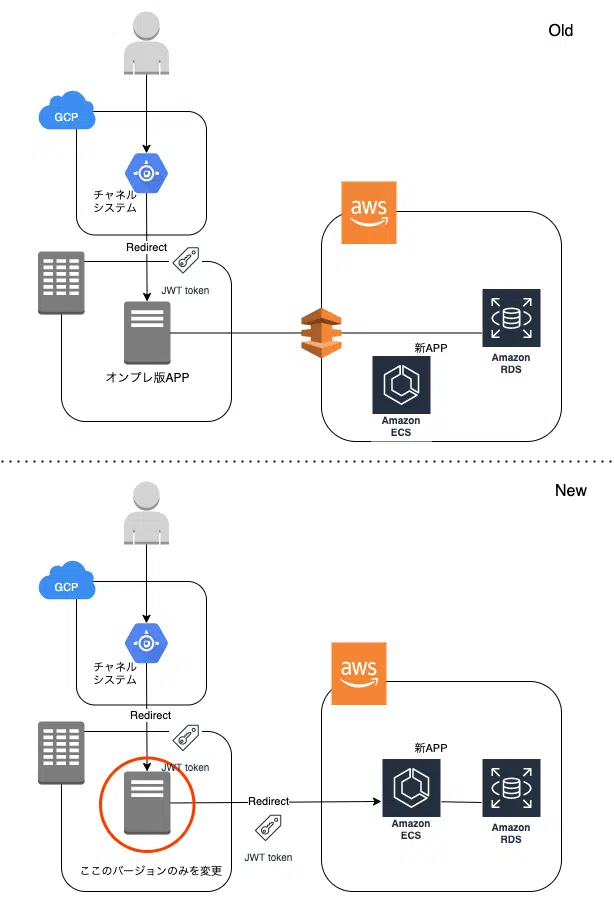 Old
GCP
チャネル
システム
aws
Redirect
JWT token
オンプレ版APP
新APP
Amazon
RDS
Amazon
ECS
New
GCP
チャネル
システム
aws
Redirect
JWT token
新APP
Redirect
Amazon
ECS
Amazon
RDS
JWT token
ここのバージョンのみを変更